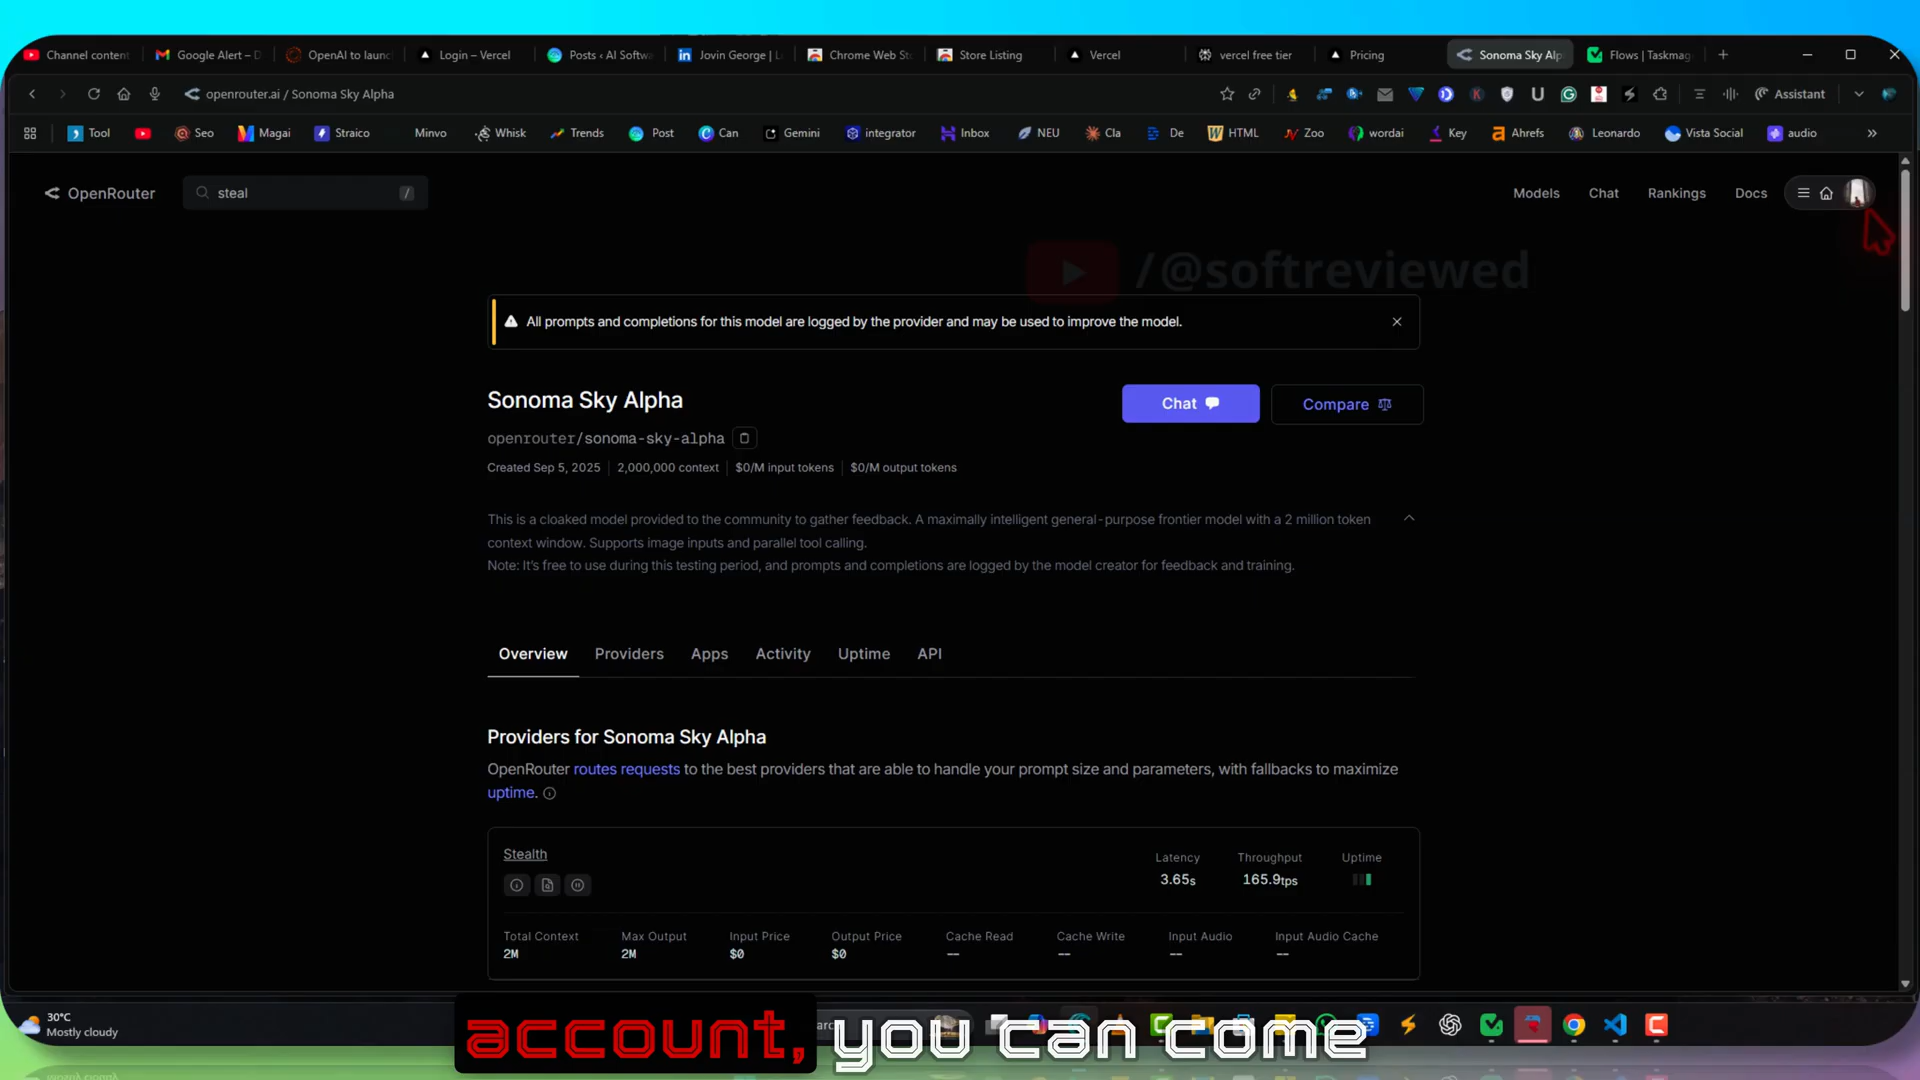 Channel content
Google Alert – D
OpenAI to launc
Login – Vercel
Posts ‹ AI Softwa
Jovin George | L
Chrome Web St
Store Listing
Vercel
vercel free tier
Pricing
Sonoma Sky Alp
Flows | Taskmag
openrouter.ai / Sonoma Sky Alpha
Assistant
Tool
Seo
Magai
Straico
Minvo
Whisk
Trends
Post
Can
Gemini
integrator
Inbox
NEU
Cla
De
HTML
Zoo
wordai
Key
Ahrefs
Leonardo
Vista Social
audio
OpenRouter
steal
/
Models
Chat
Rankings
Docs
/@softreviewed
All prompts and completions for this model are logged by the provider and may be used to improve the model.
Sonoma Sky Alpha
Chat
Compare
openrouter/sonoma-sky-alpha
Created Sep 5, 2025 | 2,000,000 context | $0/M input tokens | $0/M output tokens
This is a cloaked model provided to the community to gather feedback. A maximally intelligent general-purpose frontier model with a 2 million token
context window. Supports image inputs and parallel tool calling.
Note: It's free to use during this testing period, and prompts and completions are logged by the model creator for feedback and training.
Overview
Providers
Apps
Activity
Uptime
API
Providers for Sonoma Sky Alpha
OpenRouter routes requests to the best providers that are able to handle your prompt size and parameters, with fallbacks to maximize
uptime.
Stealth
Latency
Throughput
Uptime
3.65s
165.9tps
Total Context
Max Output
Input Price
Output Price
Cache Read
Cache Write
Input Audio
Input Audio Cache
2M
2M
$0
$0
--
--
--
--
30°C
Mostly cloudy
account, you can come